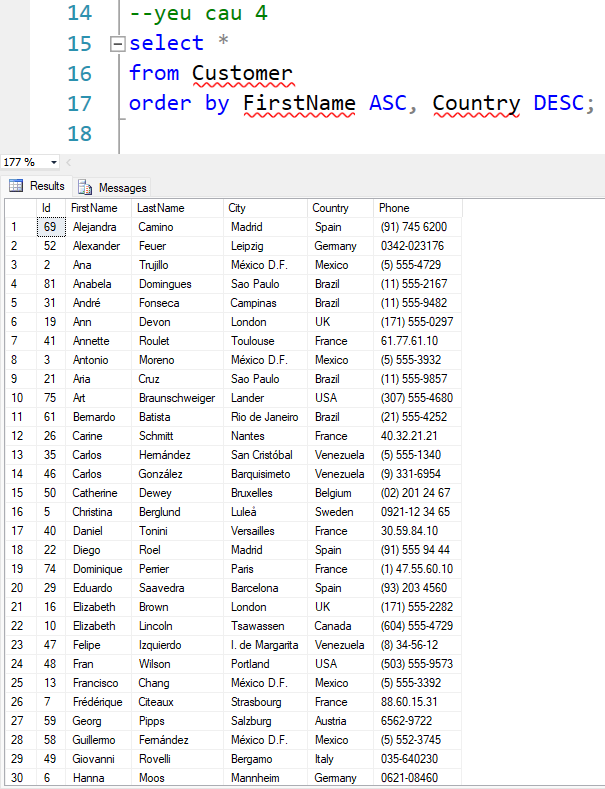 14 --yeu cau 4
15 select *
16 from Customer
17 order by FirstName ASC, Country DESC;
18
177 %
Results Messages
Id FirstName LastName City Country Phone
1 69 Alejandra Camino Madrid Spain (91) 745 6200
2 52 Alexander Feuer Leipzig Germany 0342-023176
3 2 Ana Trujillo México D.F. Mexico (5) 555-4729
4 81 Anabela Domingues Sao Paulo Brazil (11) 555-2167
5 31 André Fonseca Campinas Brazil (11) 555-9482
6 19 Ann Devon London UK (171) 555-0297
7 41 Annette Roulet Toulouse France 61.77.61.10
8 3 Antonio Moreno México D.F. Mexico (5) 555-3932
9 21 Aria Cruz Sao Paulo Brazil (11) 555-9857
10 75 Art Braunschweiger Lander USA (307) 555-4680
11 61 Bernardo Batista Rio de Janeiro Brazil (21) 555-4252
12 26 Carine Schmitt Nantes France 40.32.21.21
13 35 Carlos Hernández San Cristóbal Venezuela (5) 555-1340
14 46 Carlos González Barquisimeto Venezuela (9) 331-6954
15 50 Catherine Dewey Bruxelles Belgium (02) 201 24 67
16 5 Christina Berglund Luleå Sweden 0921-12 34 65
17 40 Daniel Tonini Versailles France 30.59.84.10
18 22 Diego Roel Madrid Spain (91) 555 94 44
19 74 Dominique Perrier Paris France (1) 47.55.60.10
20 29 Eduardo Saavedra Barcelona Spain (93) 203 4560
21 16 Elizabeth Brown London UK (171) 555-2282
22 10 Elizabeth Lincoln Tsawassen Canada (604) 555-4729
23 47 Felipe Izquierdo I. de Margarita Venezuela (8) 34-56-12
24 48 Fran Wilson Portland USA (503) 555-9573
25 13 Francisco Chang México D.F. Mexico (5) 555-3392
26 7 Frédérique Citeaux Strasbourg France 88.60.15.31
27 59 Georg Pipps Salzburg Austria 6562-9722
28 58 Guillermo Fernández México D.F. Mexico (5) 552-3745
29 49 Giovanni Rovelli Bergamo Italy 035-640230
30 6 Hanna Moos Mannheim Germany 0621-08460